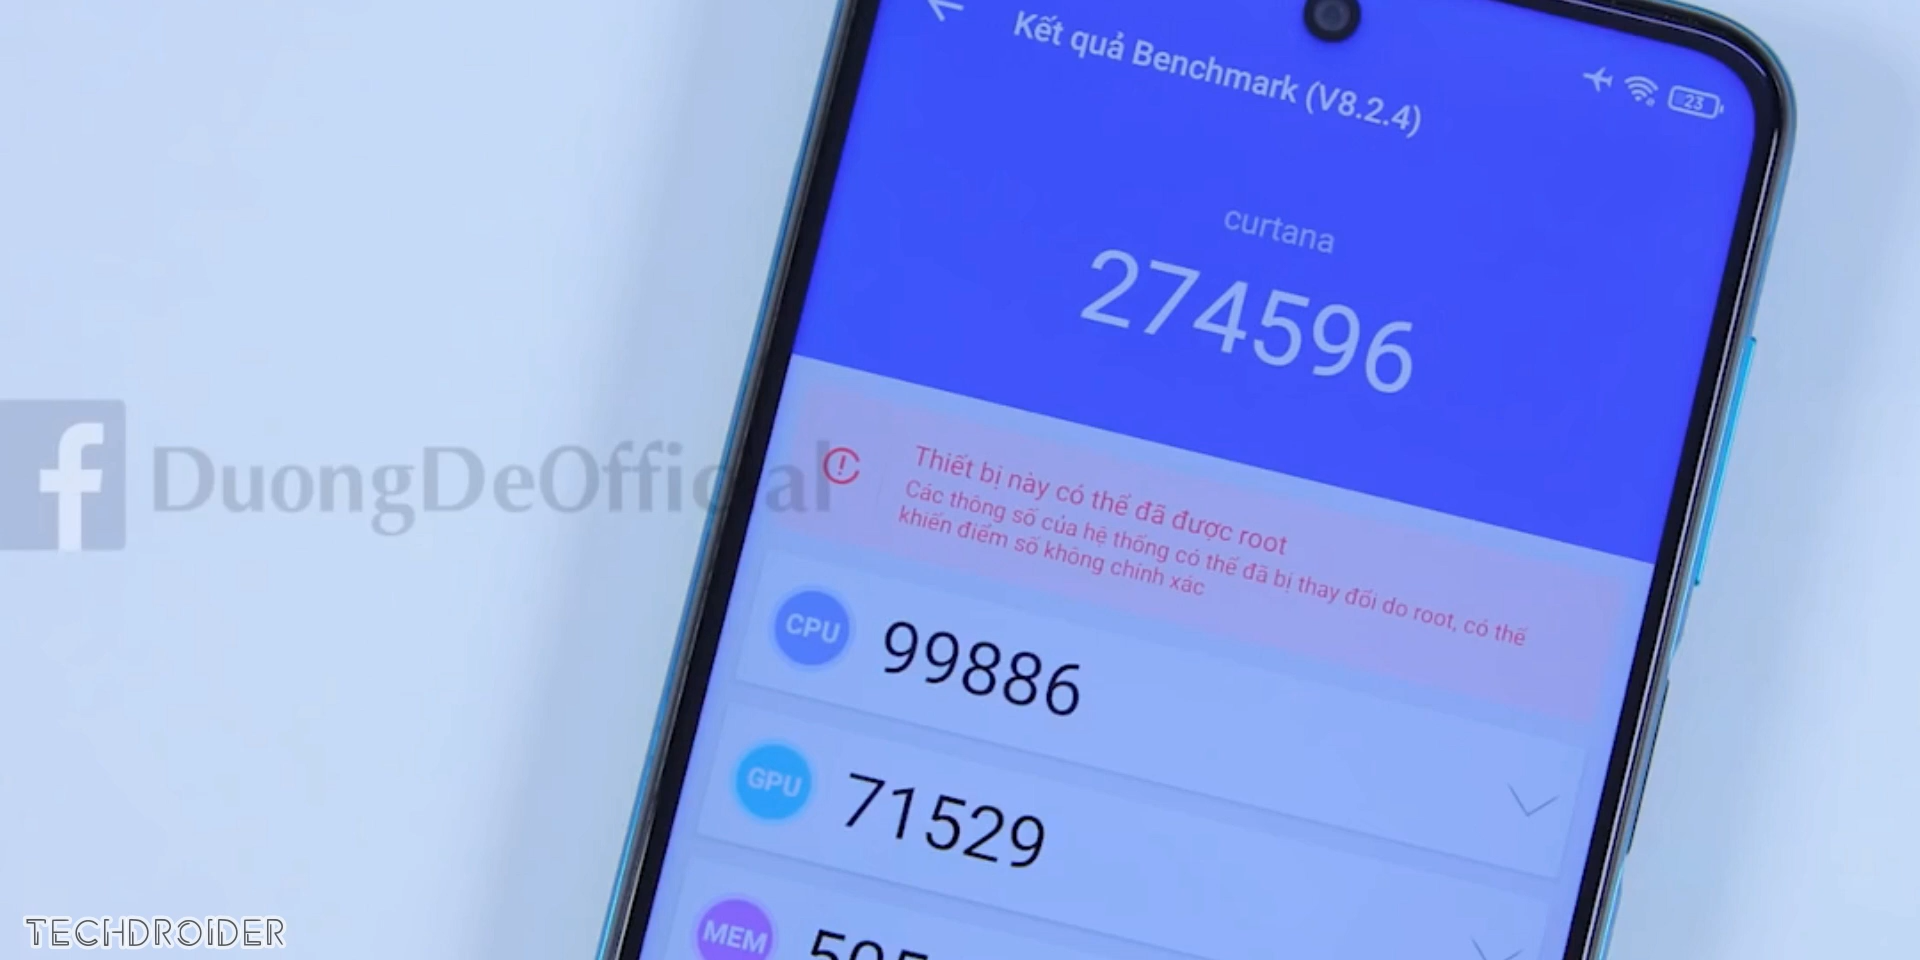 Kết quả Benchmark (V8.2.4)
23
curtana
274596
Thiết bị này có thể đã được root
Các thông số của hệ thống có thể đã bị thay đổi do root, có thể
khiến điểm số không chính xác
f DuongDeOfficial
CPU 99886
GPU 71529
MEM
TECHDROIDER